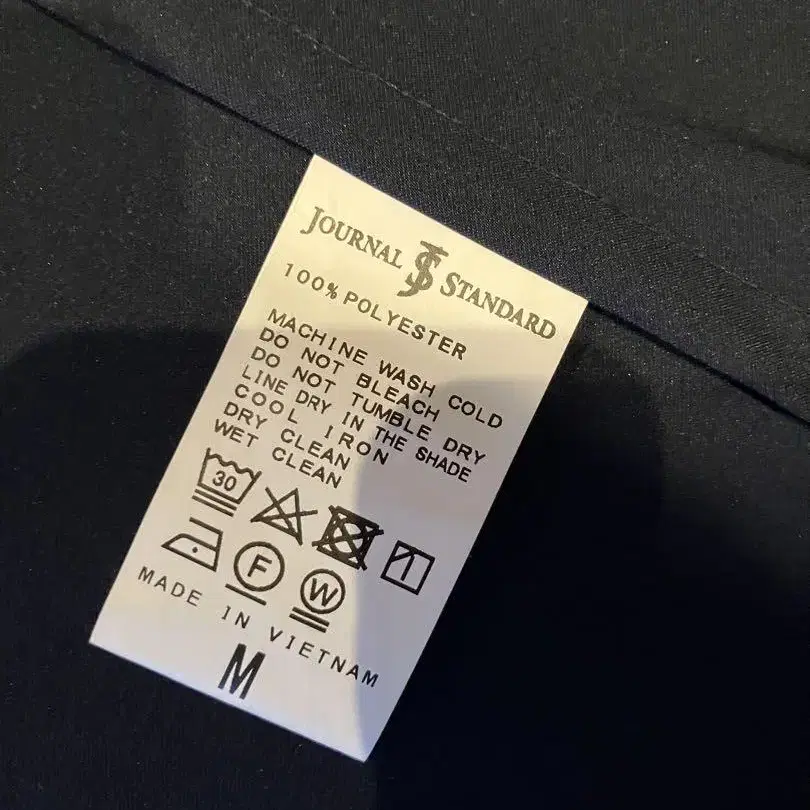 JOURNAL JS STANDARD
100% POLYESTER
MACHINE WASH COLD
DO NOT BLEACH
DO NOT TUMBLE DRY
LINE DRY IN THE SHADE
COOL IRON
DRY CLEAN
WET CLEAN
30
F W
MADE IN VIETNAM
M